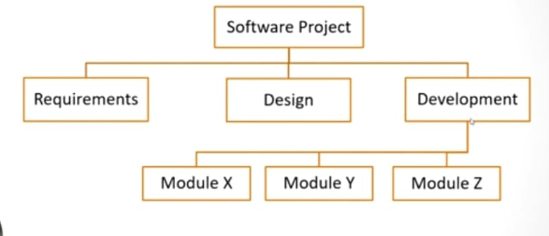 Software Project
Requirements
Design
Development
Module X
Module Y
Module Z